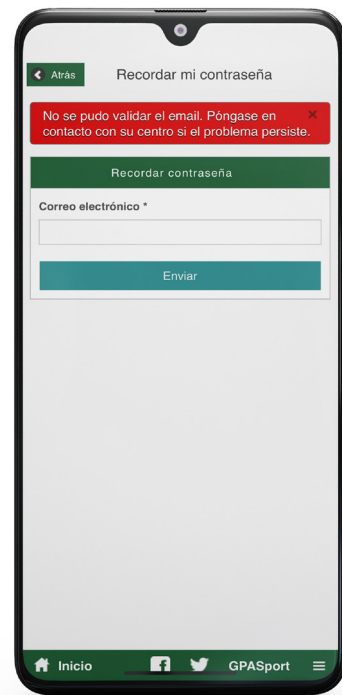 Atrás
Recordar mi contraseña
No se pudo validar el email. Póngase en
contacto con su centro si el problema persiste.
Recordar contraseña
Correo electrónico *
Enviar
Inicio
GPASport